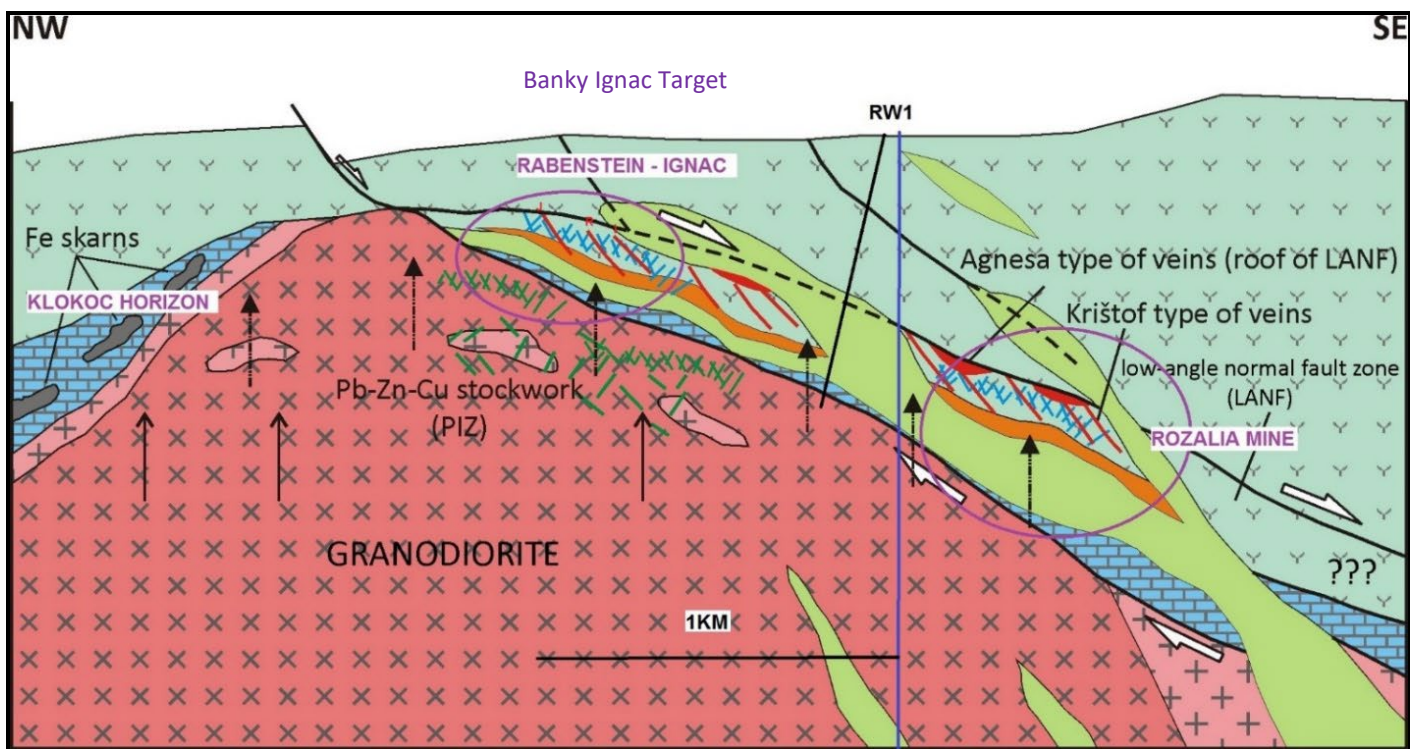 NW
SE
Banky Ignac Target
RW1
RABENSTEIN - IGNAC
Fe skarns
KLOKOC HORIZON
Agnesa type of veins (roof of LANF)
Krištof type of veins
low-angle normal fault zone
(LANF)
Pb-Zn-Cu stockwork
(PIZ)
ROZALIA MINE
GRANODIORITE
???
1KM